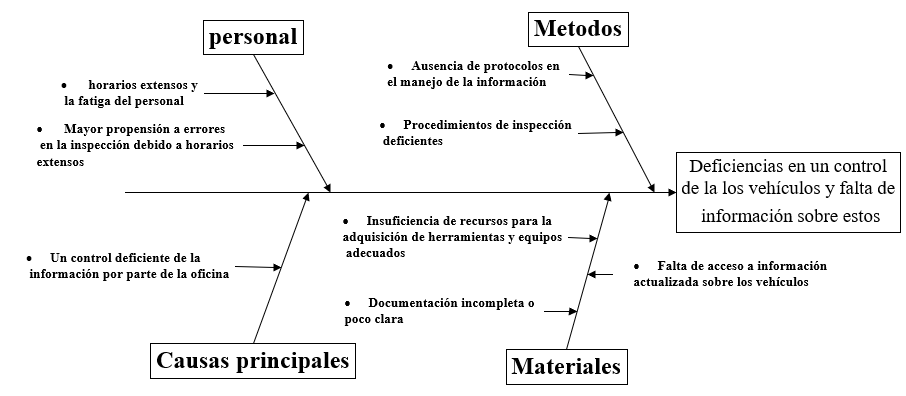 personal
Metodos
• horarios extensos y
la fatiga del personal
• Mayor propensión a errores
en la inspección debido a horarios
extensos
• Ausencia de protocolos en
el manejo de la información
• Procedimientos de inspección
deficientes
Deficiencias en un control
de la los vehículos y falta de
información sobre estos
• Un control deficiente de la
información por parte de la oficina
• Insuficiencia de recursos para la
adquisición de herramientas y equipos
adecuados
• Falta de acceso a información
actualizada sobre los vehículos
• Documentación incompleta o
poco clara
Causas principales
Materiales